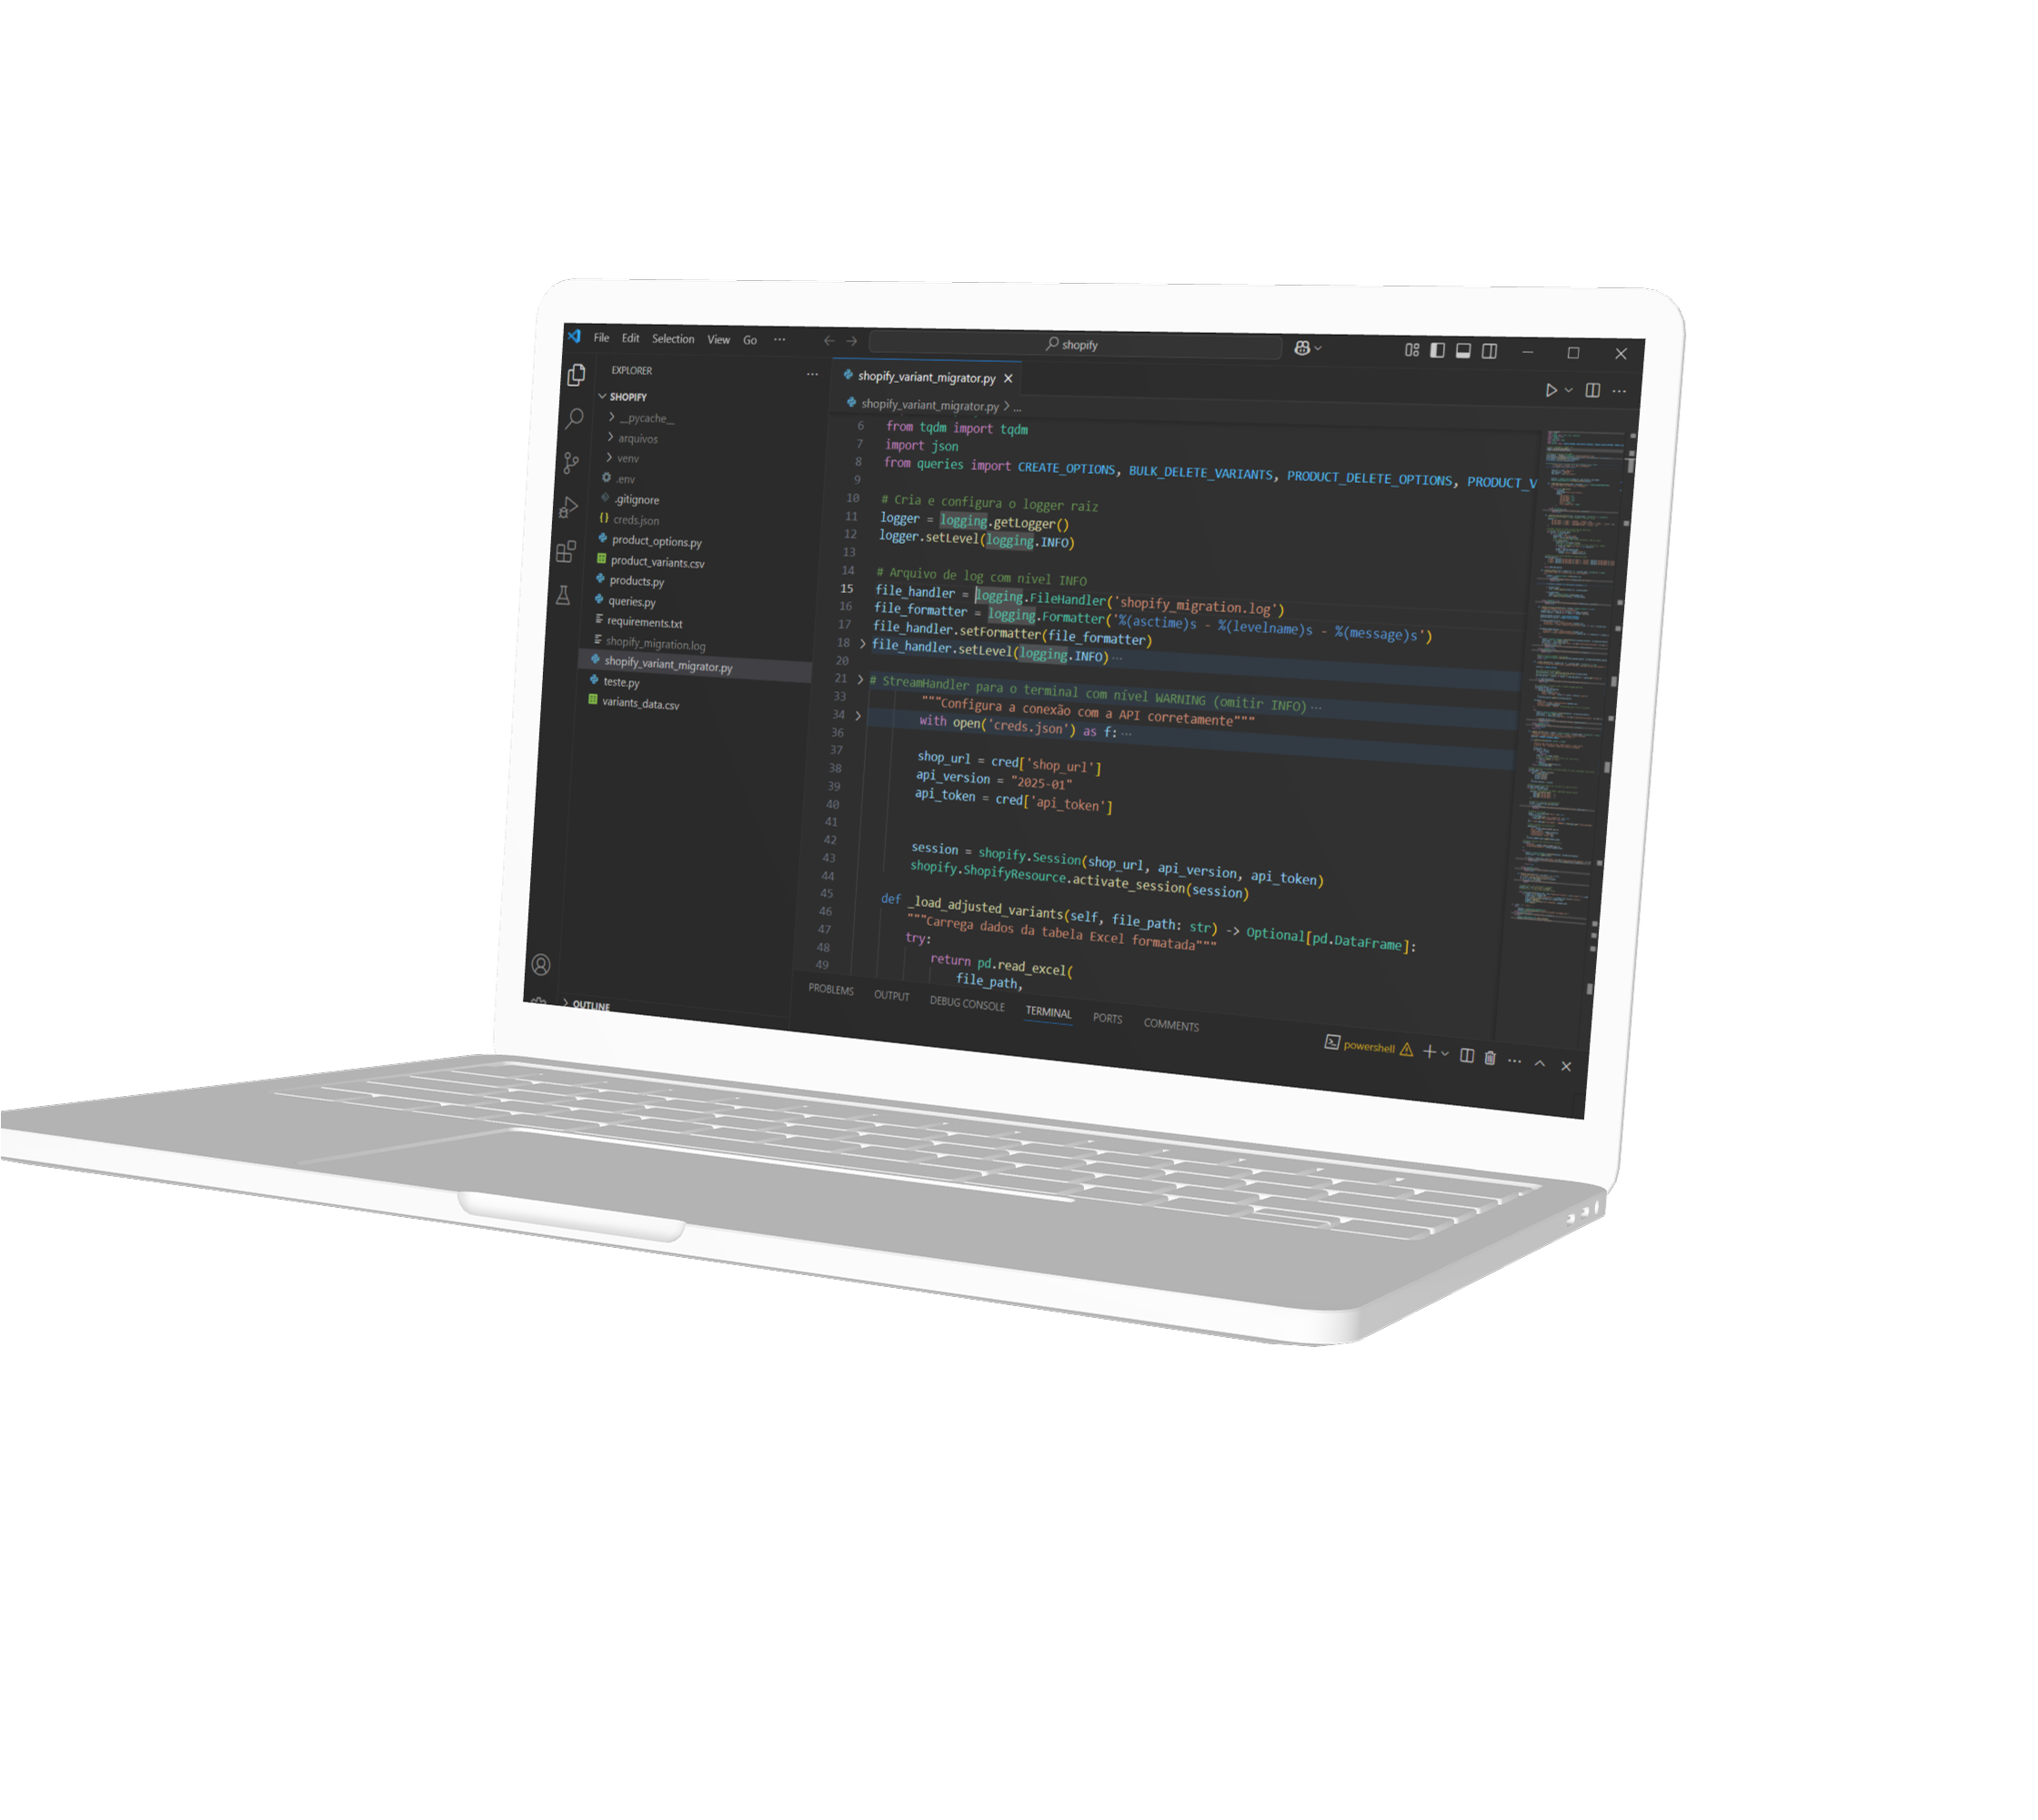 File Edit Selection View Go ... shopify
EXPLORER ...
SHOPIFY
__pycache__
arquivos
venv
.env
.gitignore
creds.json
product_options.py
product_variants.csv
products.py
queries.py
requirements.txt
shopify_migration.log
shopify_variant_migrator.py
teste.py
variants_data.csv
OUTLINE
shopify_variant_migrator.py
shopify_variant_migrator.py > ...
6 from tqdm import tqdm
7 import json
8 from queries import CREATE_OPTIONS, BULK_DELETE_VARIANTS, PRODUCT_DELETE_OPTIONS, PRODUCT_V
9
10 # Cria e configura o logger raiz
11 logger = logging.getLogger()
12 logger.setLevel(logging.INFO)
13
14 # Arquivo de log com nível INFO
15 file_handler = logging.FileHandler('shopify_migration.log')
16 file_formatter = logging.Formatter('%(asctime)s - %(levelname)s - %(message)s')
17 file_handler.setFormatter(file_formatter)
18 file_handler.setLevel(logging.INFO) ...
20
21 # StreamHandler para o terminal com nível WARNING (omitir INFO) ...
33 """Configura a conexão com a API corretamente"""
34 with open('creds.json') as f: ...
36
37 shop_url = cred['shop_url']
38 api_version = "2025-01"
39 api_token = cred['api_token']
40
41
42 session = shopify.Session(shop_url, api_version, api_token)
43 shopify.ShopifyResource.activate_session(session)
44
45 def _load_adjusted_variants(self, file_path: str) -> Optional[pd.DataFrame]:
46 """Carrega dados da tabela Excel formatada"""
47 try:
48 return pd.read_excel(
49 file_path,
PROBLEMS OUTPUT DEBUG CONSOLE TERMINAL PORTS COMMENTS
powershell